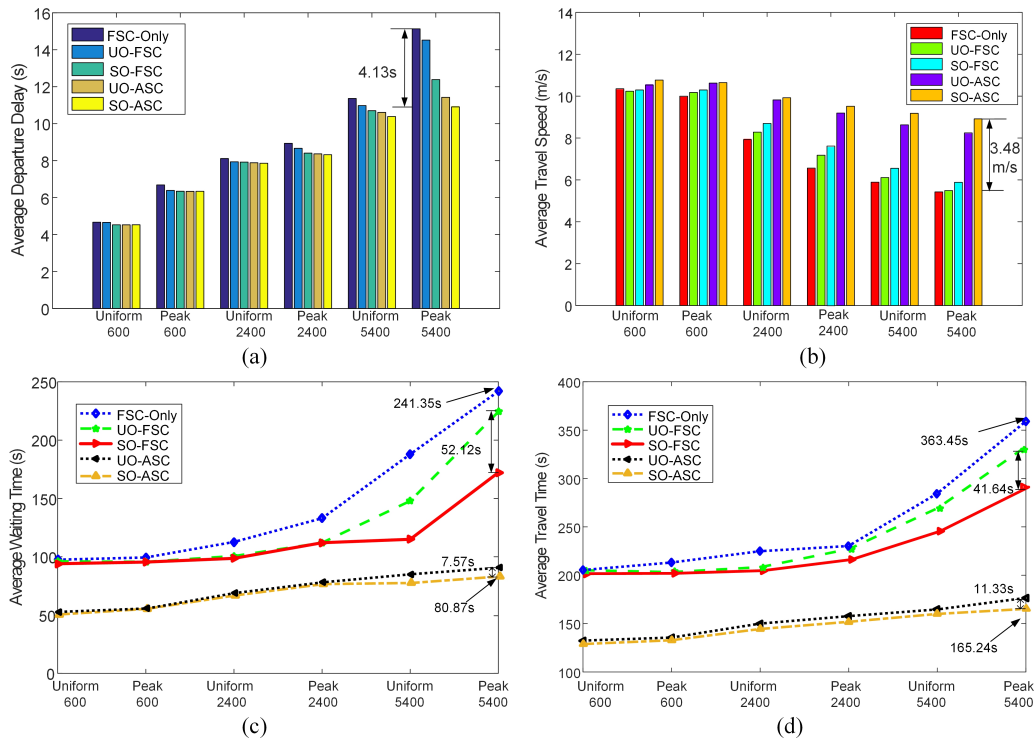 16
14
12
10
8
6
4
2
0
Average Departure Delay (s)
FSC-Only
UO-FSC
SO-FSC
UO-ASC
SO-ASC
4.13s
Uniform 600
Peak 600
Uniform 2400
Peak 2400
Uniform 5400
Peak 5400
(a)
14
12
10
8
6
4
2
0
Average Travel Speed (m/s)
FSC-Only
UO-FSC
SO-FSC
UO-ASC
SO-ASC
3.48
m/s
Uniform 600
Peak 600
Uniform 2400
Peak 2400
Uniform 5400
Peak 5400
(b)
250
200
150
100
50
0
Average Waiting Time (s)
FSC-Only
UO-FSC
SO-FSC
UO-ASC
SO-ASC
241.35s
52.12s
7.57s
80.87s
Uniform 600
Peak 600
Uniform 2400
Peak 2400
Uniform 5400
Peak 5400
(c)
400
350
300
250
200
150
100
Average Travel Time (s)
FSC-Only
UO-FSC
SO-FSC
UO-ASC
SO-ASC
363.45s
41.64s
11.33s
165.24s
Uniform 600
Peak 600
Uniform 2400
Peak 2400
Uniform 5400
Peak 5400
(d)